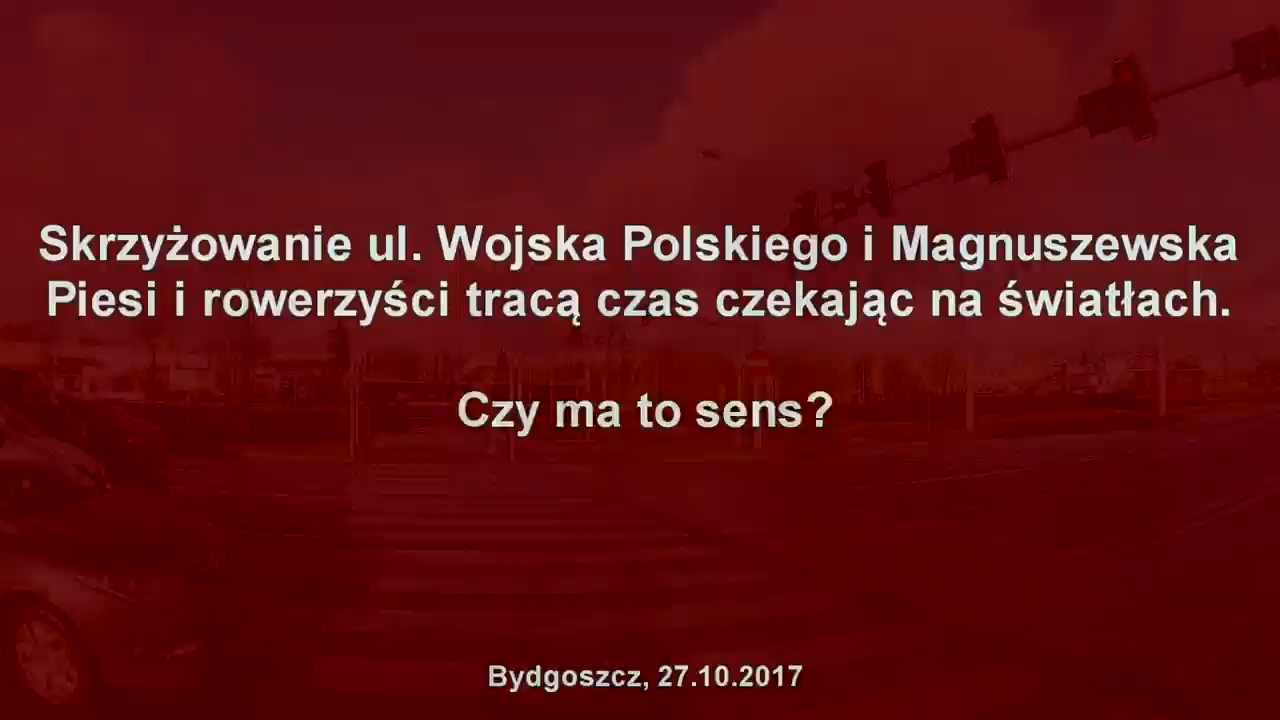 Skrzyżowanie ul. Wojska Polskiego i Magnuszewska
Piesi i rowerzyści tracą czas czekając na światłach.
Czy ma to sens?
Bydgoszcz, 27.10.2017